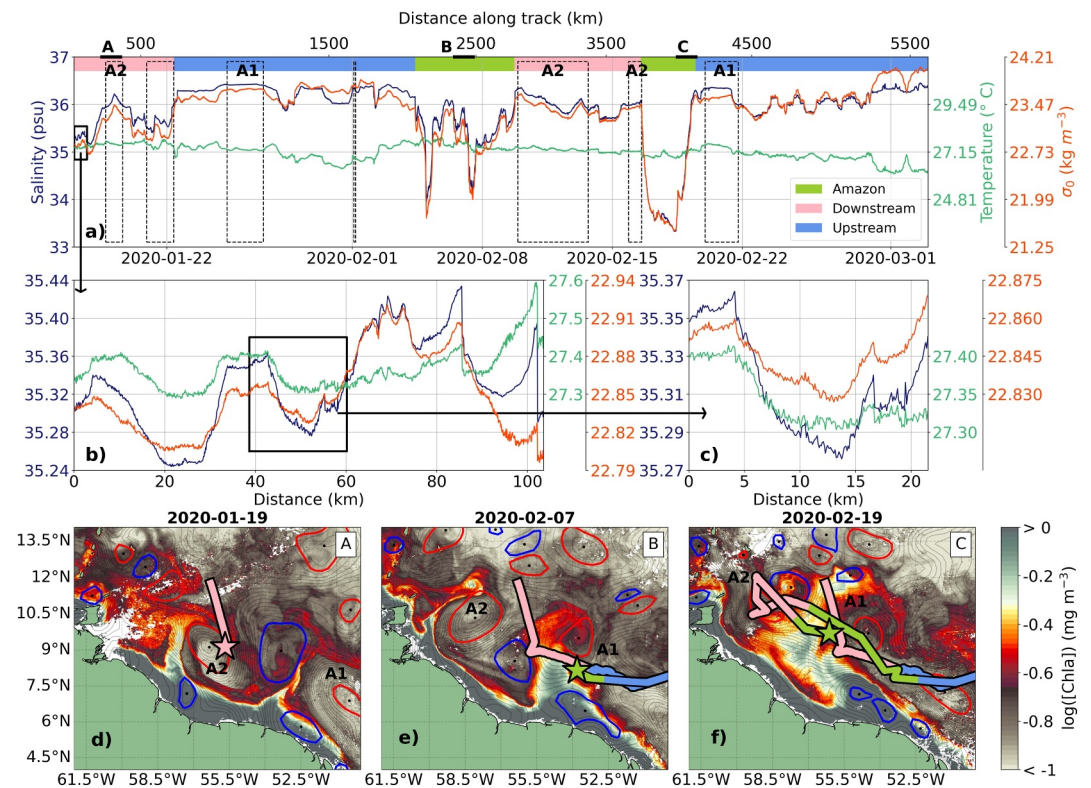 Distance along track (km)
A 500 1500 B 2500 3500 C 4500 5500
37 A2 A1 A2 A2 A1 24.21
36 29.49 23.47
35 27.15 22.73
34 24.81 21.99
33 21.25
Salinity (psu)
Temperature (° C)
σ0 (kg m−3)
Amazon
Downstream
Upstream
a)
2020-01-22 2020-02-01 2020-02-08 2020-02-15 2020-02-22 2020-03-01
35.44 27.6 22.94 35.37 22.875
35.40 27.5 22.91 35.35 22.860
35.36 27.4 22.88 35.33 27.40 22.845
35.32 27.3 22.85 35.31 27.35 22.830
35.28 22.82 35.29 27.30
35.24 22.79 35.27
b) c)
0 20 40 60 80 100 0 5 10 15 20
Distance (km) Distance (km)
2020-01-19 2020-02-07 2020-02-19
A B C
13.5°N
12°N
10.5°N
9°N
7.5°N
6°N
4.5°N
A2 A1
A2 A1
A2 A1
d) e) f)
61.5°W 58.5°W 55.5°W 52.5°W 61.5°W 58.5°W 55.5°W 52.5°W 61.5°W 58.5°W 55.5°W 52.5°W
> 0
-0.2
-0.4
-0.6
-0.8
< -1
log([Chla]) (mg m−3)